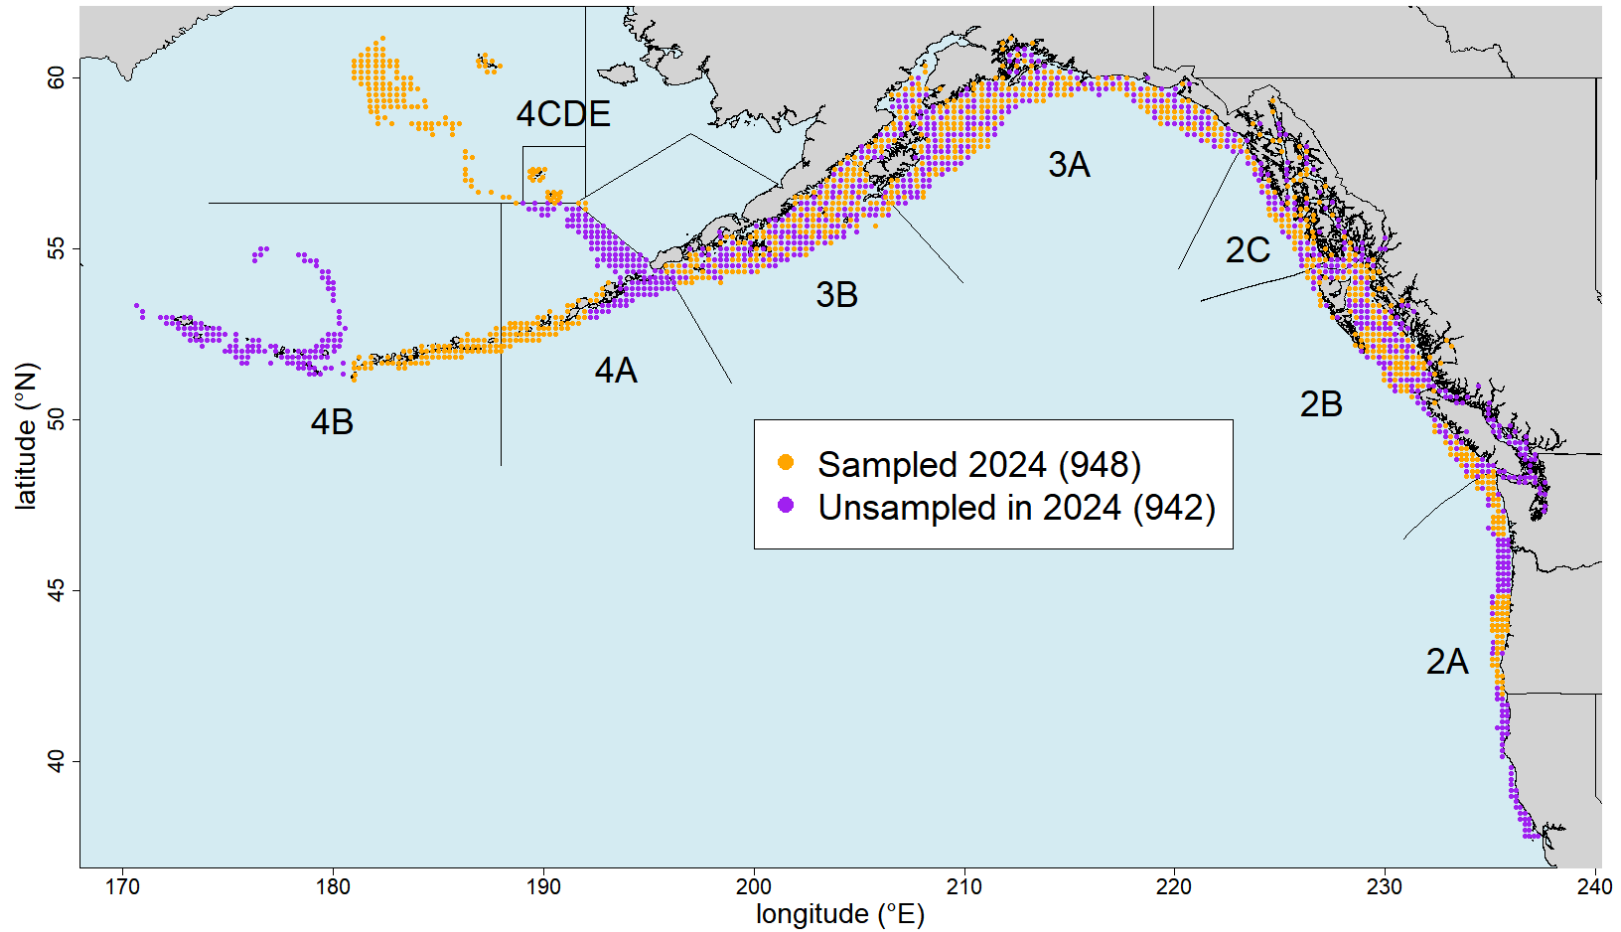 60
55
50
45
40
latitude (°N)
4CDE
3A
2C
3B
4A
2B
4B
Sampled 2024 (948)
Unsampled in 2024 (942)
2A
170
180
190
200
210
220
230
240
longitude (°E)